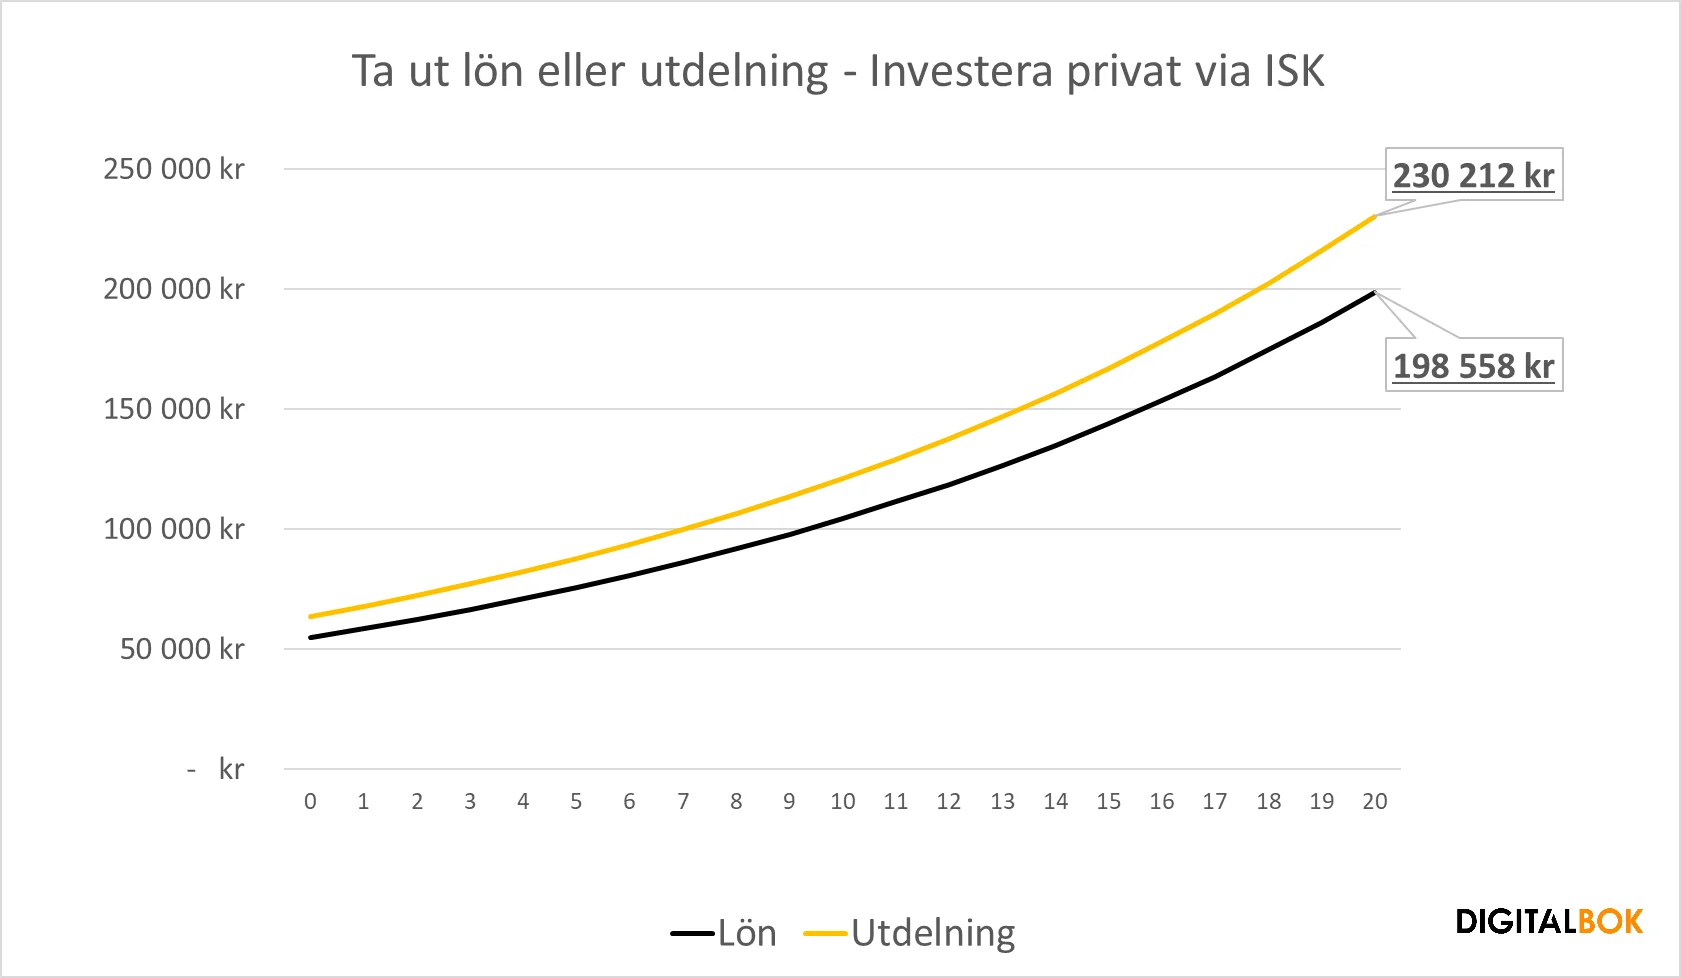 Ta ut lön eller utdelning - Investera privat via ISK
250 000 kr
230 212 kr
200 000 kr
198 558 kr
150 000 kr
100 000 kr
50 000 kr
- kr
0 1 2 3 4 5 6 7 8 9 10 11 12 13 14 15 16 17 18 19 20
Lön Utdelning
DIGITALBOK